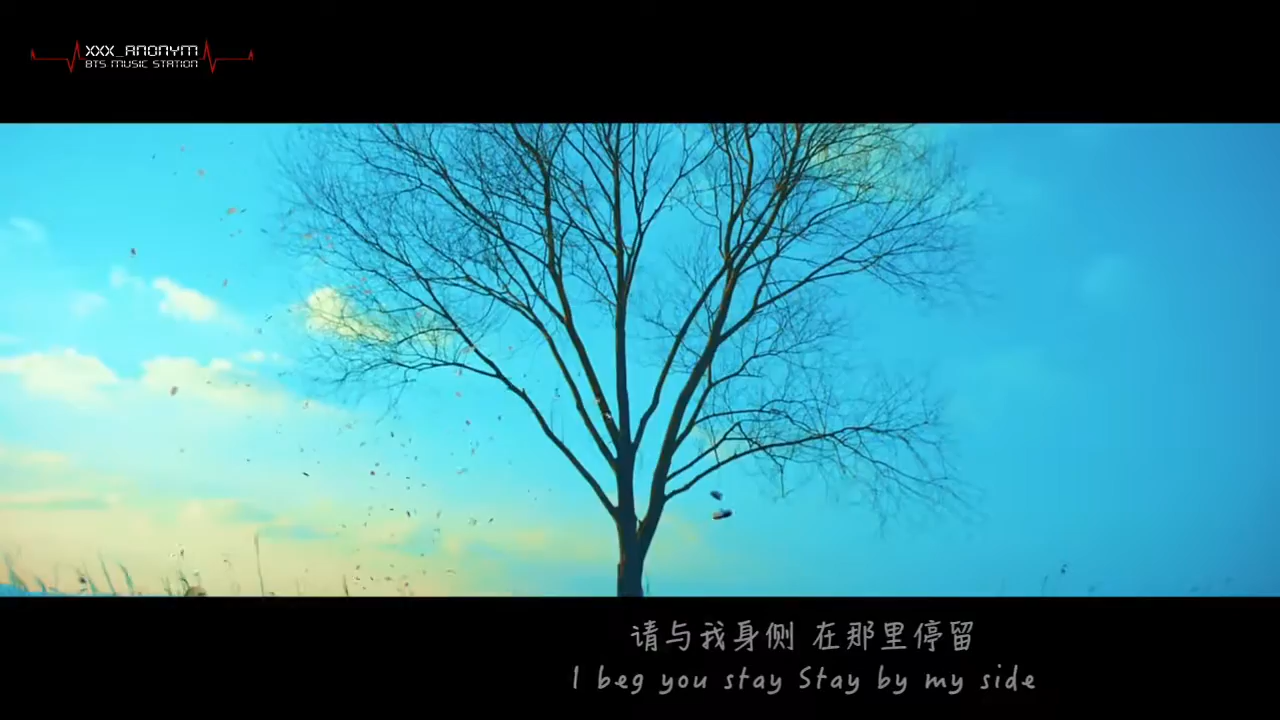 XXX_ANONYM
BTS MUSIC STATION
请与我身侧 在那里停留
I beg you stay Stay by my side